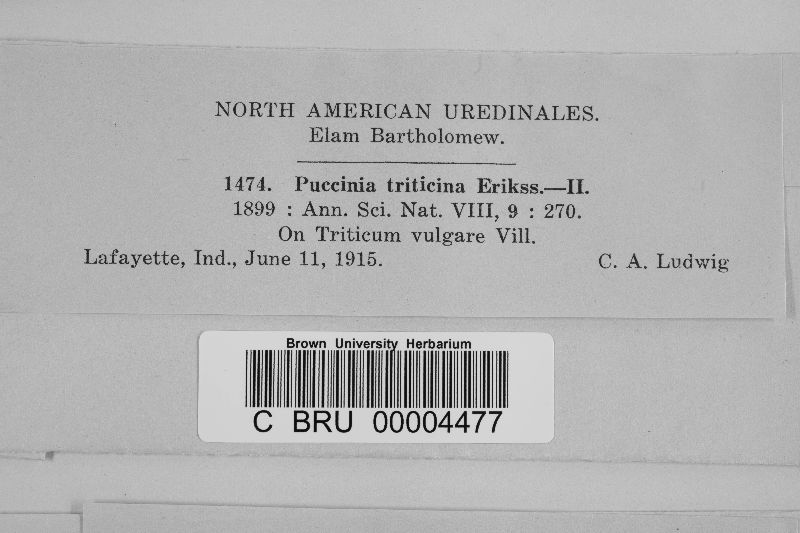 NORTH AMERICAN UREDINALES.
Elam Bartholomew.
1474. Puccinia triticina Erikss.—II.
1899 : Ann. Sci. Nat. VIII, 9 : 270.
On Triticum vulgare Vill.
Lafayette, Ind., June 11, 1915. C. A. Ludwig
Brown University Herbarium
C BRU 00004477